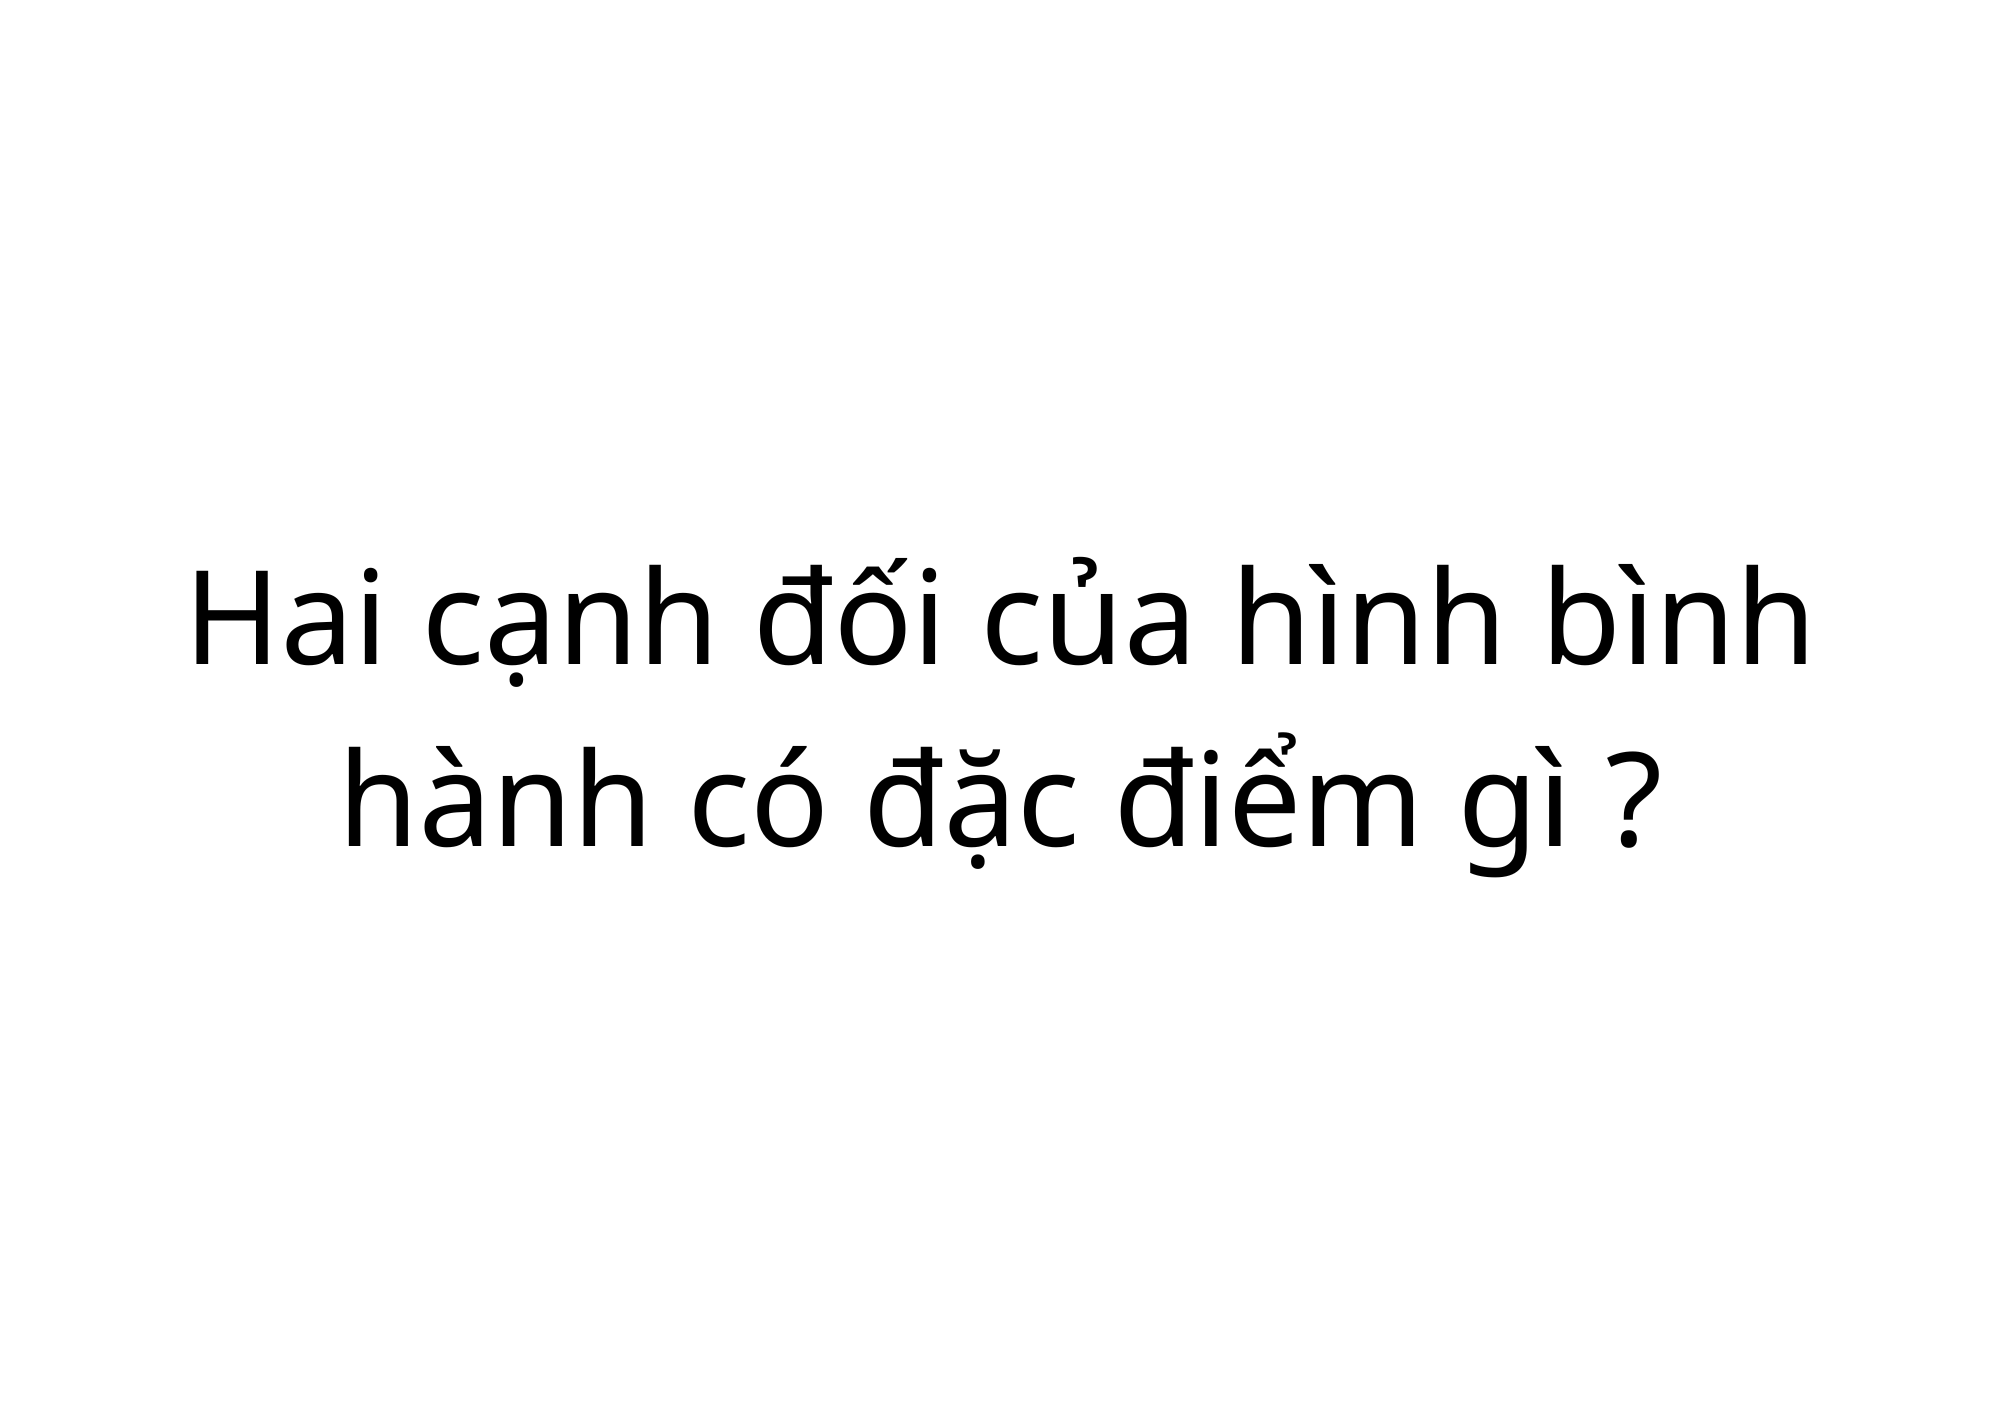 Hai cạnh đối của hình bình
hành có đặc điểm gì ?